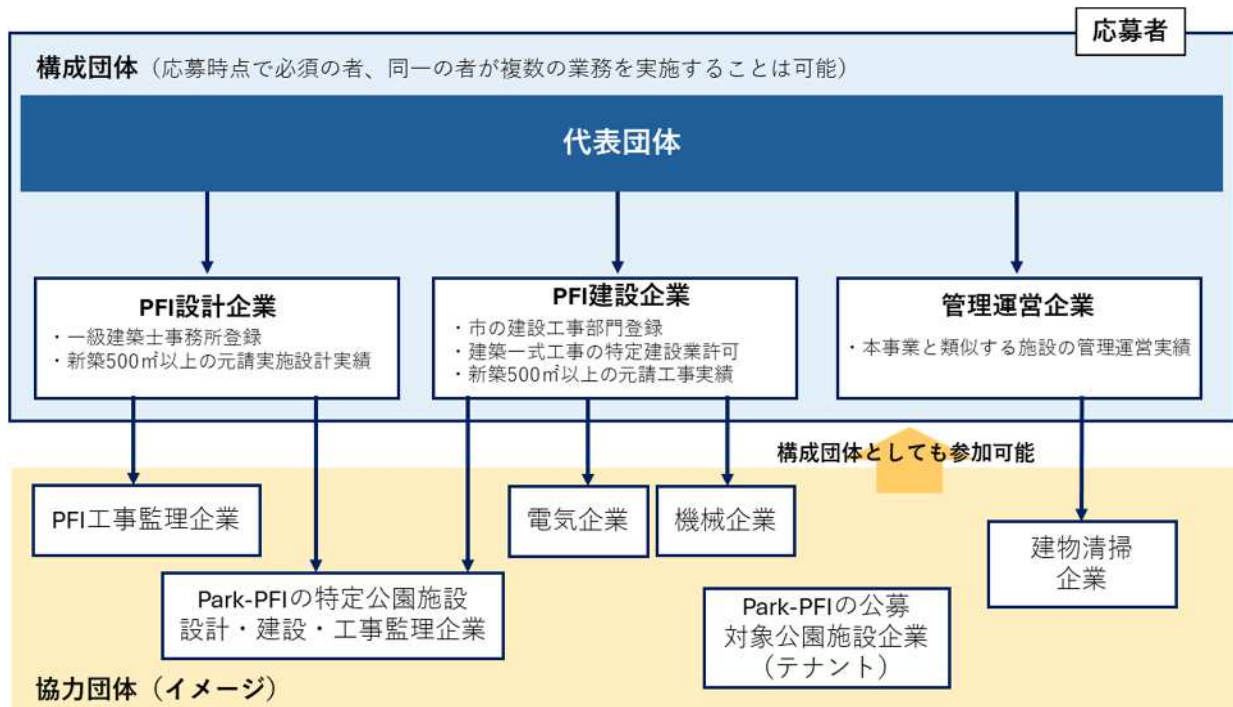 応募者
構成団体（応募時点で必須の者、同一の者が複数の業務を実施することは可能）
代表団体
PFI設計企業
・一級建築士事務所登録
・新築500㎡以上の元請実施設計実績
PFI建設企業
・市の建設工事部門登録
・建築一式工事の特定建設業許可
・新築500㎡以上の元請工事実績
管理運営企業
・本事業と類似する施設の管理運営実績
構成団体としても参加可能
PFI工事監理企業
電気企業
機械企業
建物清掃
企業
Park-PFIの特定公園施設
設計・建設・工事監理企業
Park-PFIの公募
対象公園施設企業
（テナント）
協力団体（イメージ）